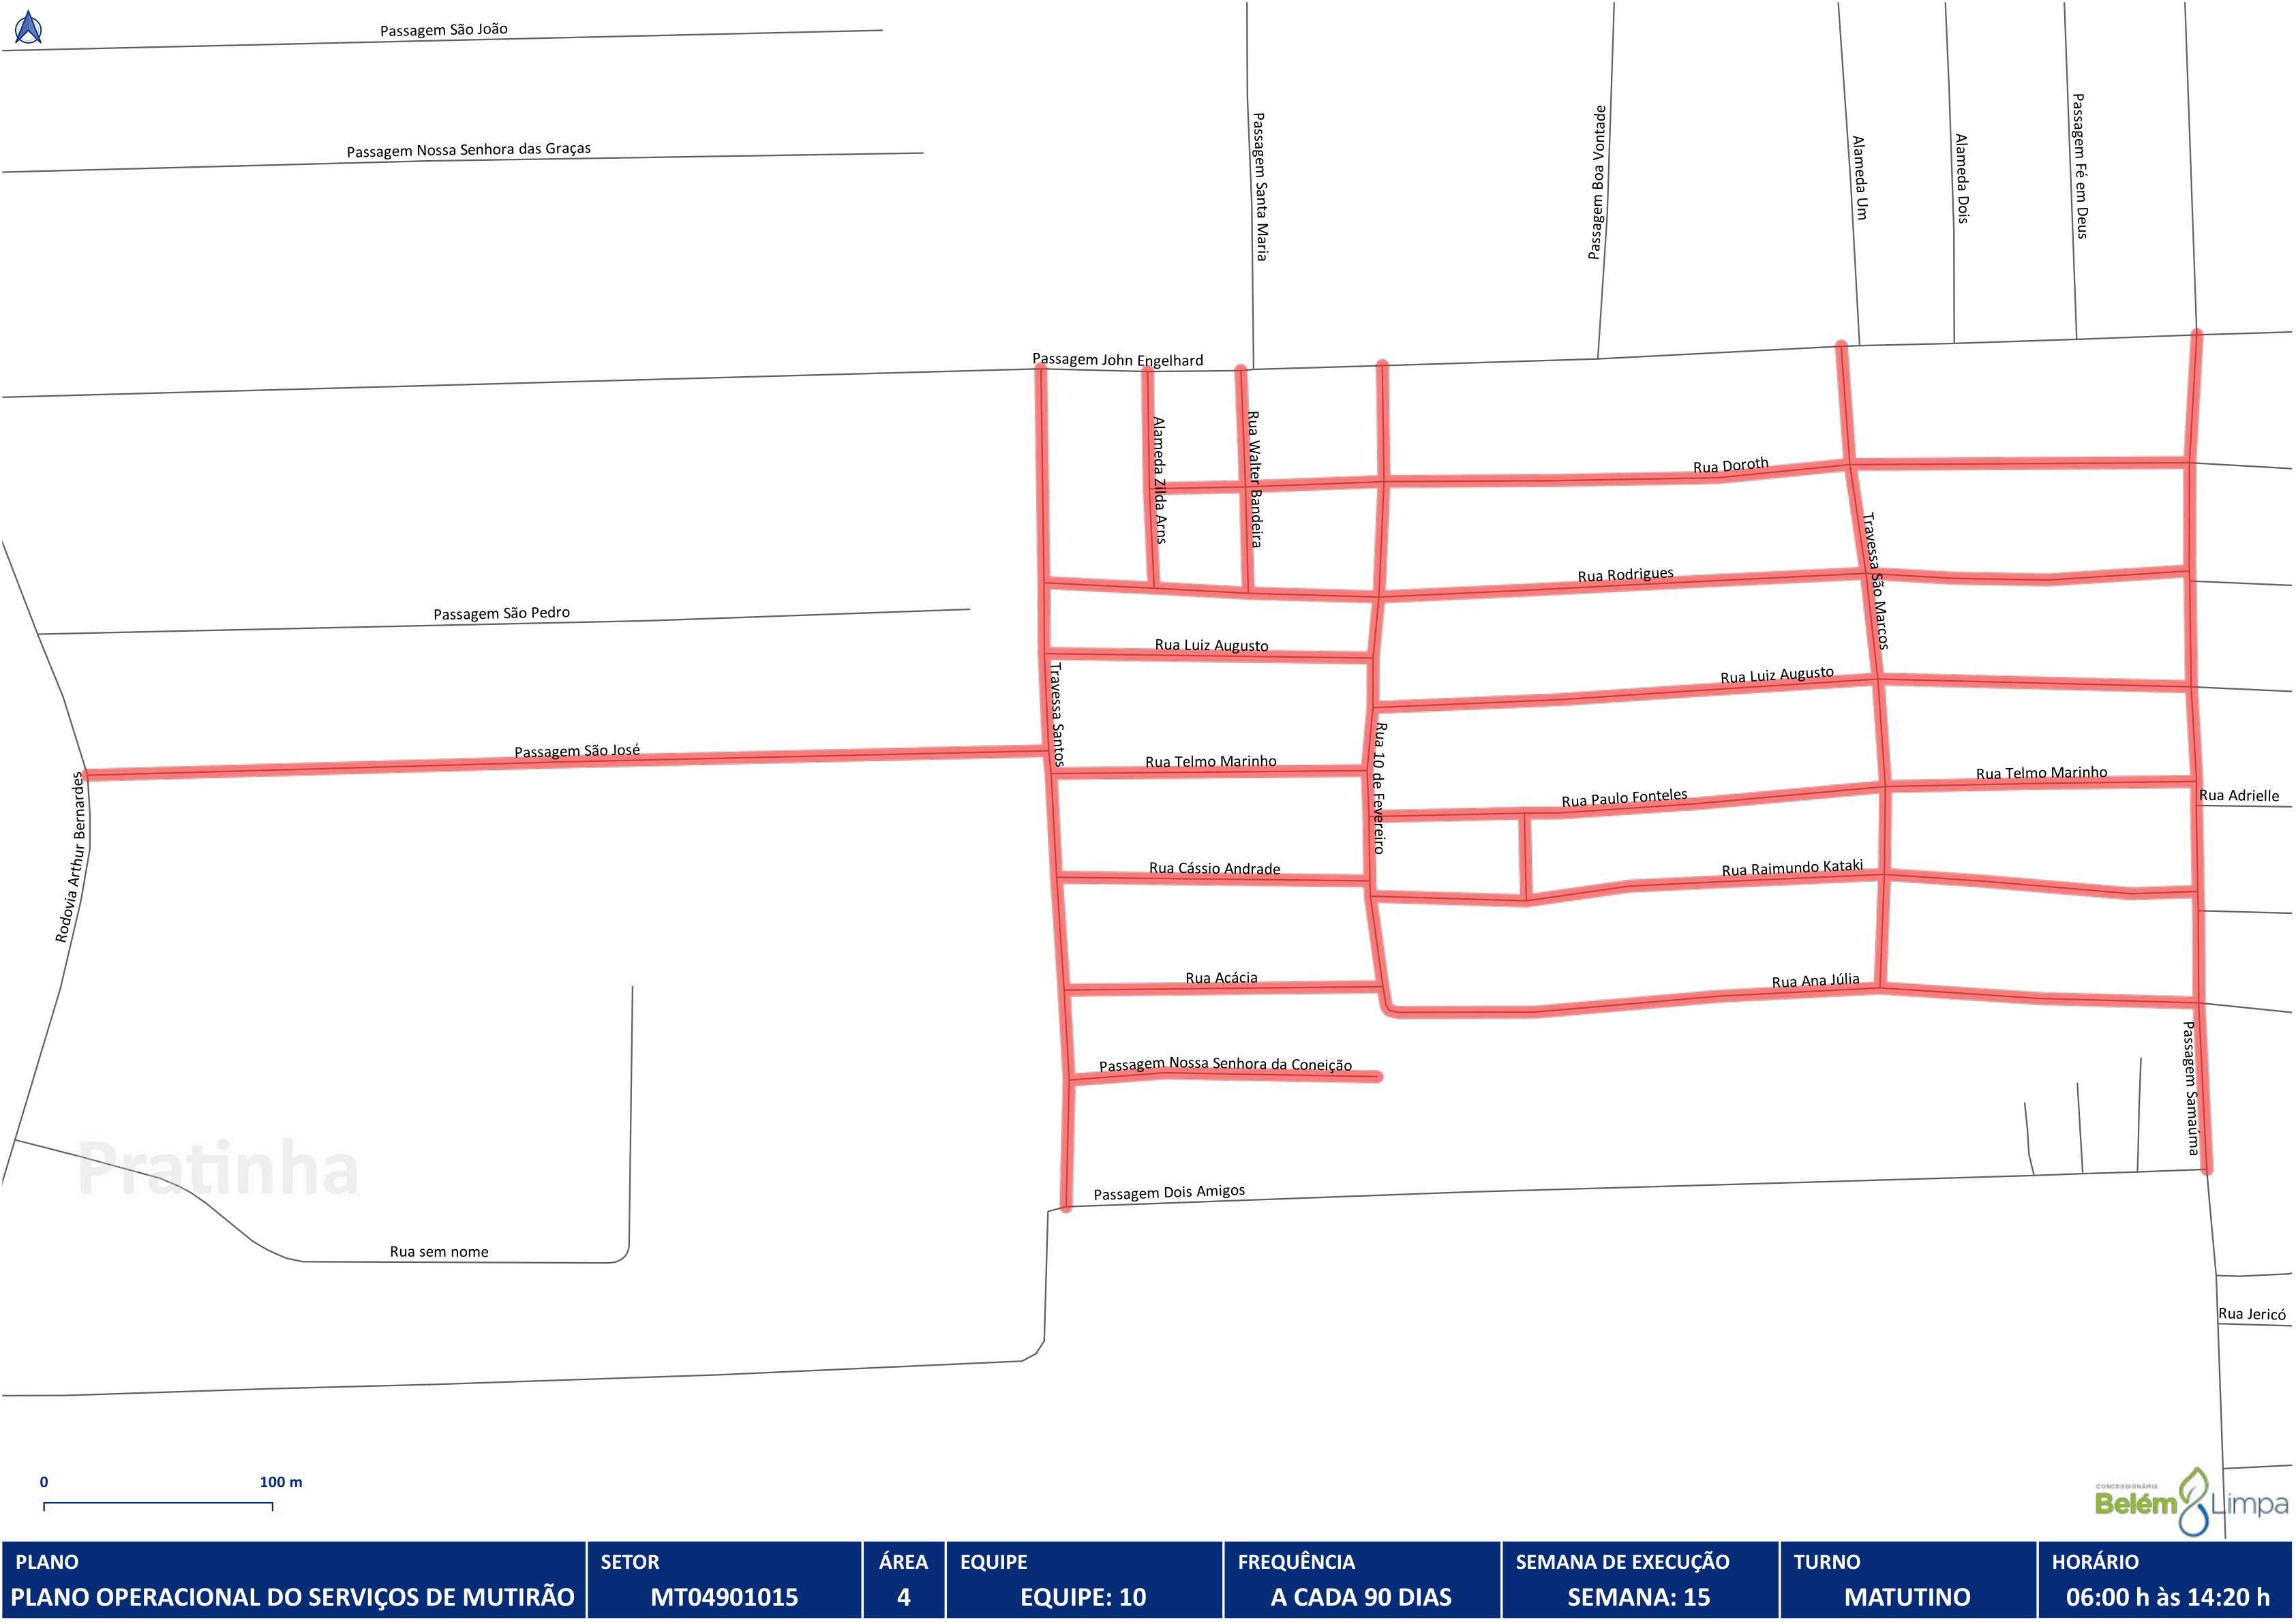 Passagem São João
Passagem Nossa Senhora das Graças
Passagem Santa Maria
Passagem Boa Vontade
Alameda Um
Alameda Dois
Passagem Fé em Deus
Passagem John Engelhard
Alameda Zilda Arns
Rua Walter Bandeira
Rua Doroth
Travessa São Marcos
Rua Rodrigues
Passagem São Pedro
Rua Luiz Augusto
Rua Luiz Augusto
Travessa Santos
Passagem São José
Rua Telmo Marinho
Rua 10 de Fevereiro
Rua Telmo Marinho
Rua Paulo Fonteles
Rua Adrielle
Rodovia Arthur Bernardes
Rua Cássio Andrade
Rua Raimundo Kataki
Rua Acácia
Rua Ana Júlia
Passagem Nossa Senhora da Coneição
Passagem Samaúma
Pratinha
Passagem Dois Amigos
Rua sem nome
Rua Jericó
0 100 m
CONCESSIONÁRIA
Belém Limpa
PLANO
PLANO OPERACIONAL DO SERVIÇOS DE MUTIRÃO
SETOR
MT04901015
ÁREA
4
EQUIPE
EQUIPE: 10
FREQUÊNCIA
A CADA 90 DIAS
SEMANA DE EXECUÇÃO
SEMANA: 15
TURNO
MATUTINO
HORÁRIO
06:00 h às 14:20 h